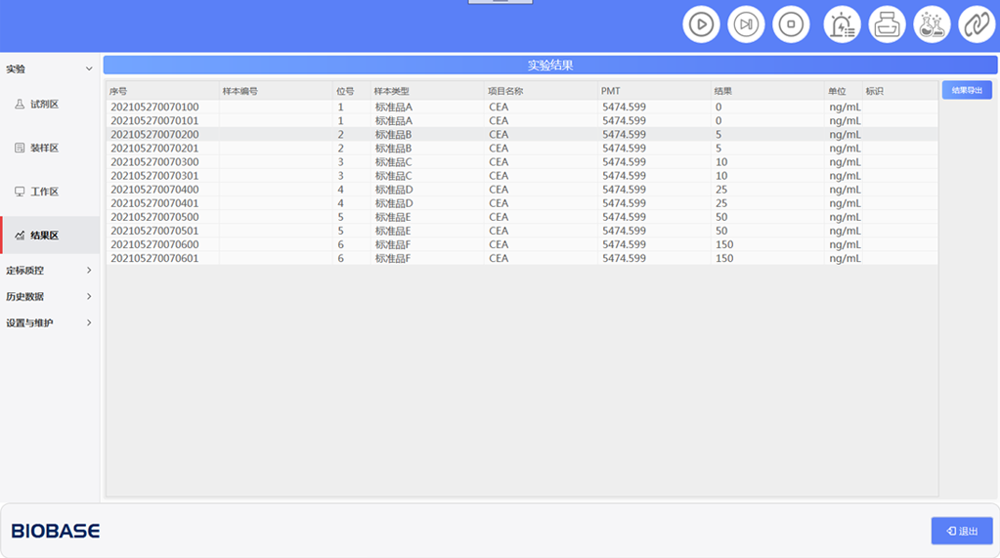 实验
实验结果
试剂区
装样区
工作区
结果区
定标质控
历史数据
设置与维护
序号 样本编号 位号 样本类型 项目名称 PMT 结果 单位 标识
202105270070100 1 标准品A CEA 5474.599 0 ng/mL
202105270070101 1 标准品A CEA 5474.599 0 ng/mL
202105270070200 2 标准品B CEA 5474.599 5 ng/mL
202105270070201 2 标准品B CEA 5474.599 5 ng/mL
202105270070300 3 标准品C CEA 5474.599 10 ng/mL
202105270070301 3 标准品C CEA 5474.599 10 ng/mL
202105270070400 4 标准品D CEA 5474.599 25 ng/mL
202105270070401 4 标准品D CEA 5474.599 25 ng/mL
202105270070500 5 标准品E CEA 5474.599 50 ng/mL
202105270070501 5 标准品E CEA 5474.599 50 ng/mL
202105270070600 6 标准品F CEA 5474.599 150 ng/mL
202105270070601 6 标准品F CEA 5474.599 150 ng/mL
结果导出
BIOBASE
退出